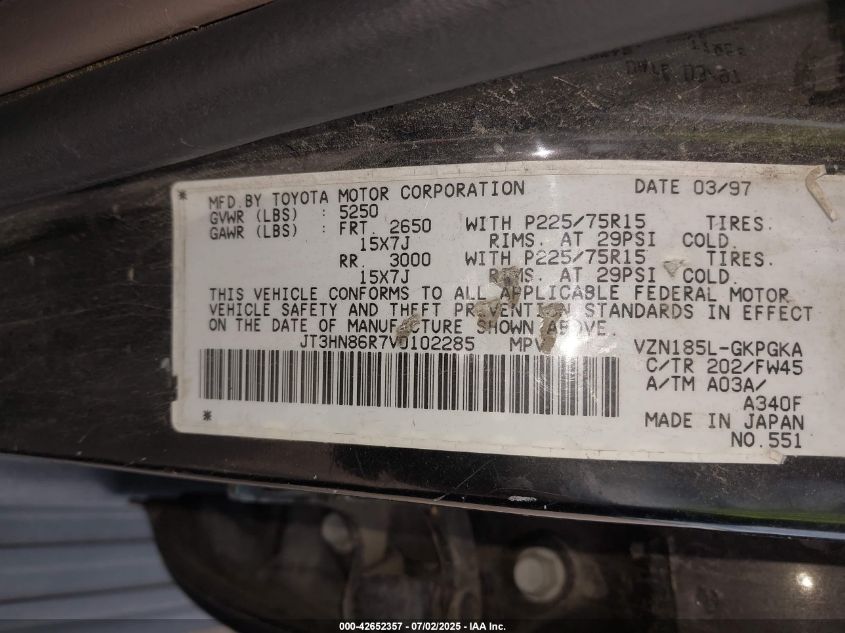 DATE 03/97
* MFD.BY TOYOTA MOTOR CORPORATION DATE 03/97
GVWR (LBS) : 5250
GAWR (LBS) : FRT. 2650 WITH P225/75R15 TIRES.
15X7J RIMS. AT 29PSI COLD.
RR. 3000 WITH P225/75R15 TIRES.
15X7J RIMS. AT 29PSI COLD.
THIS VEHICLE CONFORMS TO ALL APPLICABLE FEDERAL MOTOR
VEHICLE SAFETY AND THEFT PREVENTION STANDARDS IN EFFECT
ON THE DATE OF MANUFACTURE SHOWN ABOVE.
JT3HN86R7V0102285 MPV VZN185L-GKPGKA
C/TR 202/FW45
A/TM A03A/
A340F
* MADE IN JAPAN
NO.551
000-42652357 - 07/02/2025 - IAA Inc.